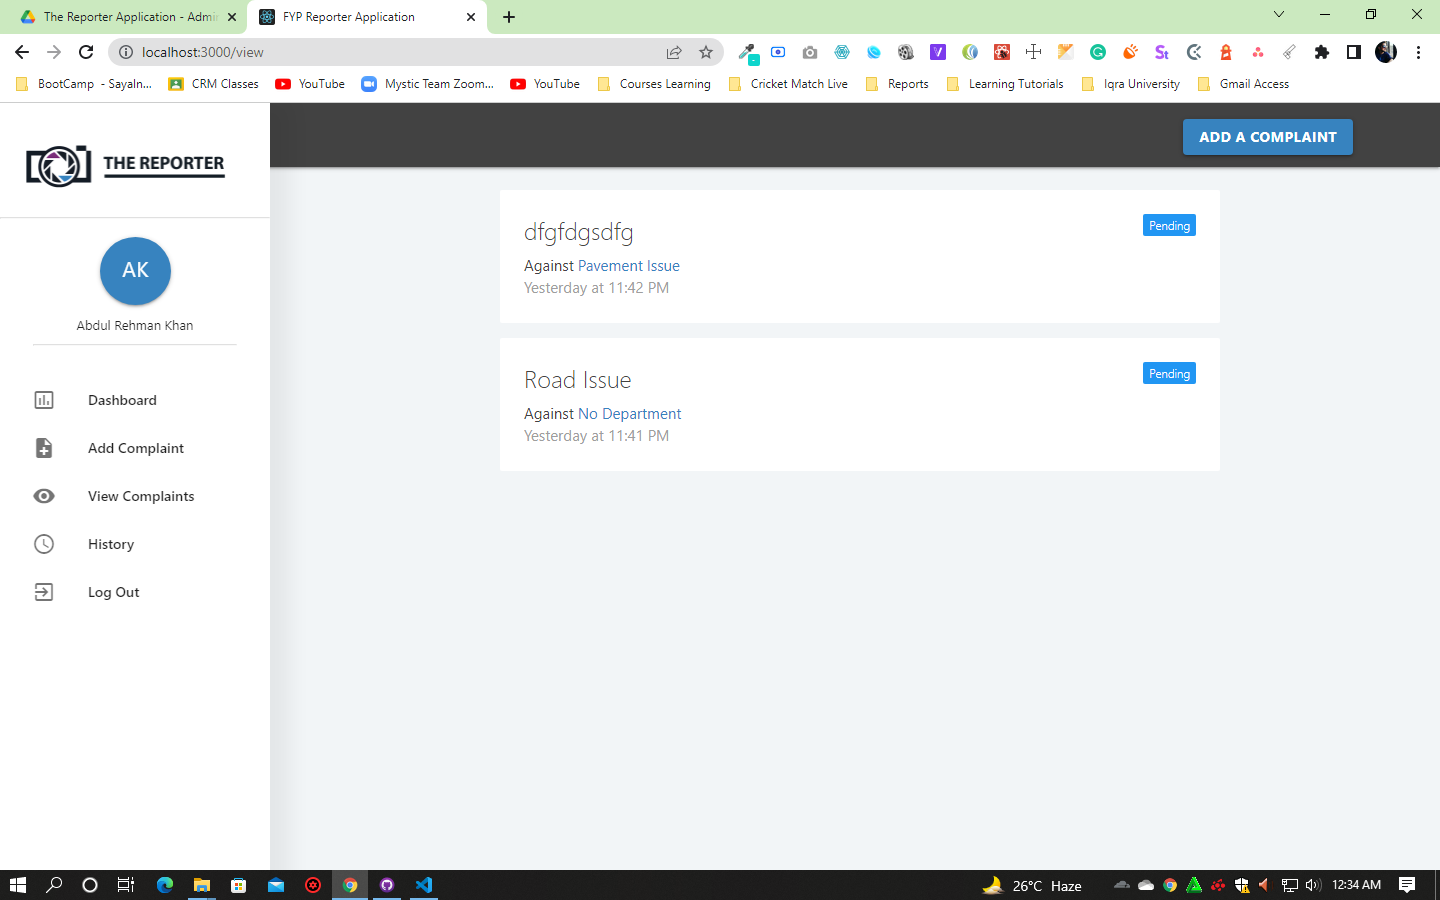 The Reporter Application - Admi
FYP Reporter Application
localhost:3000/view
BootCamp - SayaIn...
CRM Classes
YouTube
Mystic Team Zoom...
YouTube
Courses Learning
Cricket Match Live
Reports
Learning Tutorials
Iqra University
Gmail Access
THE REPORTER
ADD A COMPLAINT
AK
Abdul Rehman Khan
Dashboard
Add Complaint
View Complaints
History
Log Out
dfgfdgsdfg
Pending
Against Pavement Issue
Yesterday at 11:42 PM
Road Issue
Pending
Against No Department
Yesterday at 11:41 PM
26°C Haze
12:34 AM